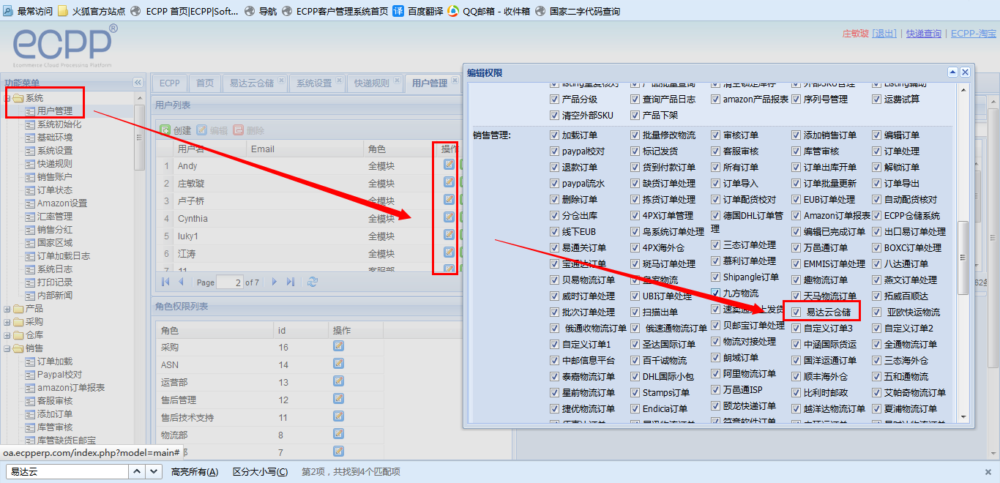 最常访问 火狐官方站点 ECPP 首页|ECPP|Soft... 导航 ECPP客户管理系统首页 译 百度翻译 QQ邮箱 - 收件箱 国家二字代码查询
ecpp®
Ecommerce Cloud Processing Platform
庄敏璇 [退出] | 快递查询 | ECPP-淘宝
功能菜单
系统
用户管理
系统初始化
基础环境
系统设置
快递规则
销售账户
订单状态
Amazon设置
汇率管理
销售分红
国家区域
订单加载日志
系统日志
打印记录
内部新闻
产品
采购
仓库
销售
订单加载
Paypal校对
amazon订单报表
客服审核
添加订单
库管审核
库管缺货E邮宝
oa.ecpperp.com/index.php?model=main#
ECPP 首页 易达云仓储 系统设置 快递规则 用户管理
用户列表
创建 编辑 删除
用户名 Email 角色 操作
1 Andy 全模块
2 庄敏璇 全模块
3 卢子桥 全模块
4 Cynthia 全模块
5 luky1 全模块
6 江涛 全模块
7 11 客服部
Page 2 of 7
角色权限列表
角色 id 操作
采购 16
ASN 14
运营部 13
售后管理 12
售后技术支持 11
物流部 8
部 7
编辑权限
listing重复核对 产品批量查询 清空锁定库存 外部SKU管理 Listing辅助
产品分级 查询产品日志 amazon产品报表 序列号管理 运费试算
清空外部SKU 产品下架
销售管理:
加载订单 批量修改物流 审核订单 添加销售订单 编辑订单
paypal校对 标记发货 客服审核 库管审核 订单处理
退款订单 货到付款订单 所有订单 订单出库开单 解锁订单
paypal流水 缺货订单处理 订单导入 订单批量更新 订单导出
删除订单 拣货订单处理 订单配货校对 EUB订单处理 自动配货核对
分仓出库 4PX订单管理 德国DHL订单管理 Amazon订单报表 ECPP仓储系统
线下EUB 鸟系统订单处理 编辑已完成订单 出口易订单处理
易通关订单 4PX海外仓 三态订单处理 万邑通订单 BOXC订单处理
宝通达订单 斑马订单处理 慕利订单处理 EMMIS订单处理 八达通订单
贝易物流订单 皇家物流 Shipangle订单 趣物流订单 燕文订单处理
威时订单处理 UBI订单处理 九方物流 天马物流订单 拓威百顺达
批次订单处理 扫描出单 速卖通线上发货 易达云仓储 亚欧快运物流
俄通收物流订单 俄速通物流订单 贝邮宝订单处理 自定义订单3 自定义订单2
自定义订单1 圣达国际订单 物流对接处理 中涵国际货运 全通物流订单
中邮信息平台 百千诚物流 朗域订单 国洋运通订单 三态海外仓
泰嘉物流订单 DHL国际小包 阿里物流订单 顺丰海外仓 五和通物流
星前物流订单 Stamps订单 万邑通ISP 比利时邮政 艾帕奇物流订单
捷优物流订单 Endicia订单 颐龙快递订单 越洋达物流订单 夏浦物流订单
易达云 高亮所有(A) 区分大小写(C) 第2项，共找到4个匹配项